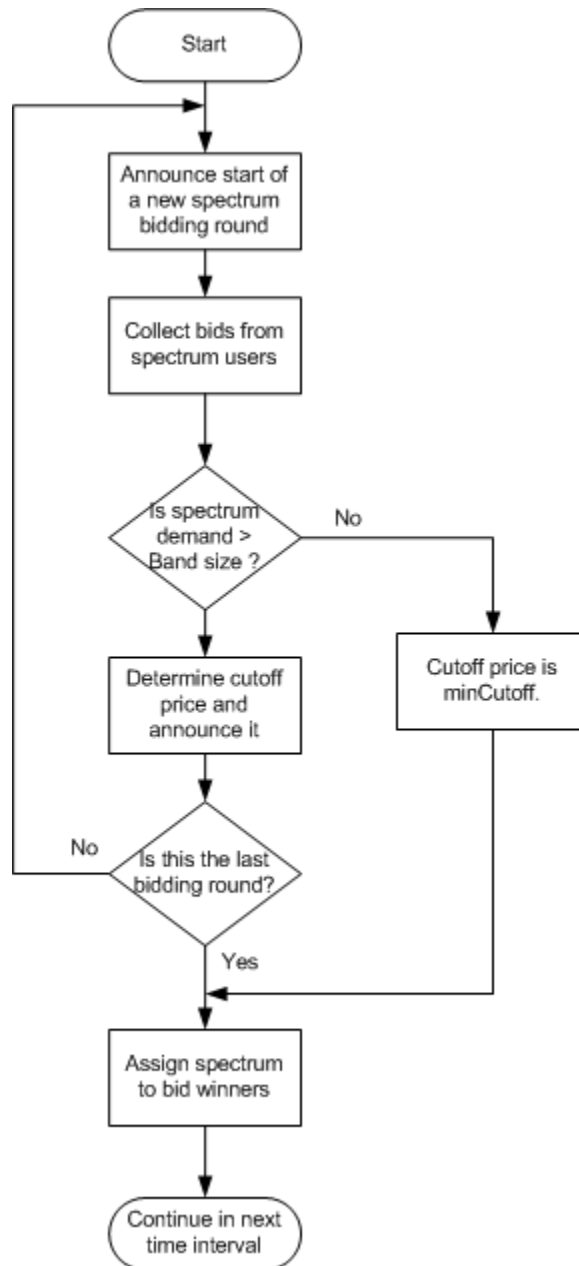 Start
Announce start of
a new spectrum
bidding round
Collect bids from
spectrum users
Is spectrum
demand >
Band size ?
No
Cutoff price is
minCutoff.
Determine cutoff
price and
announce it
No
Is this the last
bidding round?
Yes
Assign spectrum
to bid winners
Continue in next
time interval